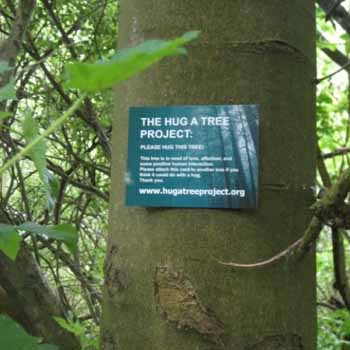 THE HUG A TREE
PROJECT:
PLEASE HUG THIS TREE!
This tree is in need of love, affection, and
some positive human interaction.
Please attach this card to another tree if you
think it could do with a hug.
Thank you.
www.hugatreeproject.org